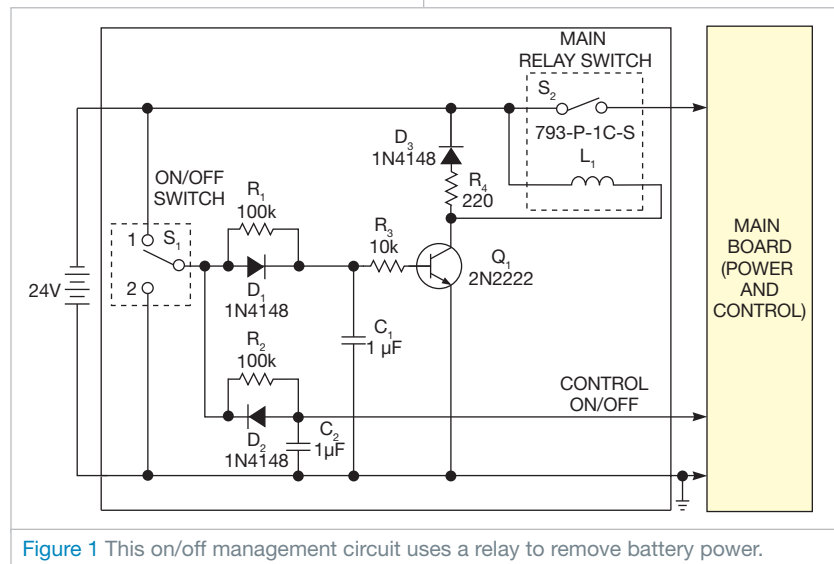 MAIN
RELAY SWITCH
S2
793-P-1C-S
L1
D3
1N4148
R4
220
ON/OFF
SWITCH
R1
100k
1
S1
2
D1
1N4148
R3
10k
Q1
2N2222
24V
C1
1 µF
R2
100k
D2
1N4148
C2
1µF
CONTROL
ON/OFF
MAIN
BOARD
(POWER
AND
CONTROL)
Figure 1 This on/off management circuit uses a relay to remove battery power.